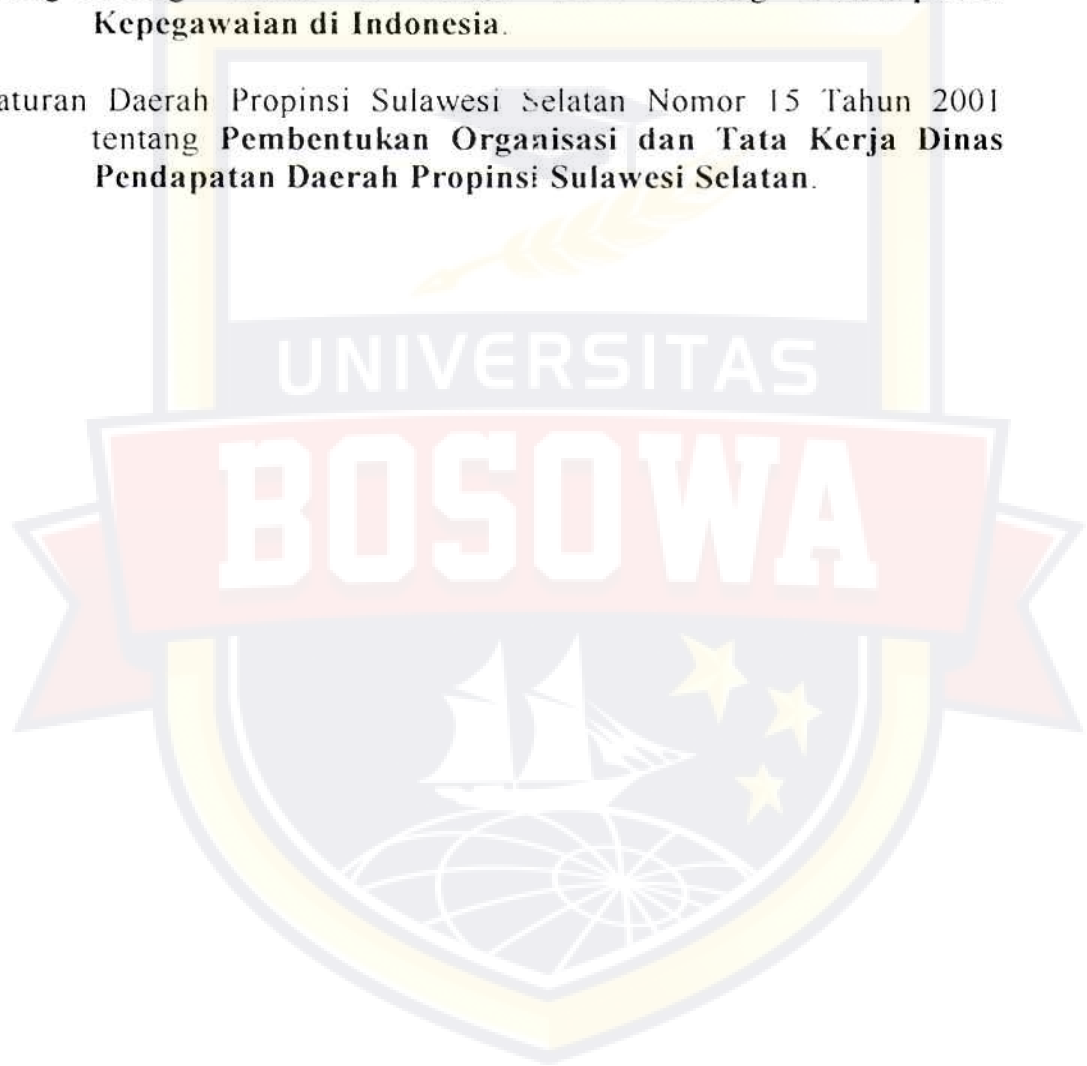 Kepegawaian di Indonesia.
aturan Daerah Propinsi Sulawesi Selatan Nomor 15 Tahun 2001
tentang Pembentukan Organisasi dan Tata Kerja Dinas
Pendapatan Daerah Propinsi Sulawesi Selatan.
UNIVERSITAS
BOSOWA